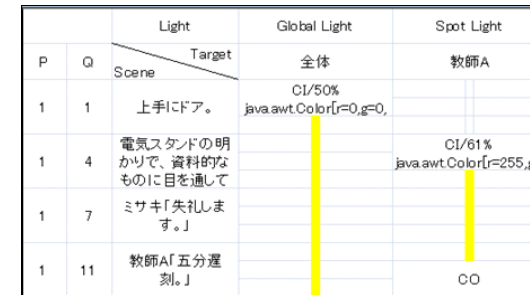 Light Global Light Spot Light
P Q Target 全体 教師A
Scene
1 1 上手にドア。 CI/50%
java.awt.Color[r=0,g=0,
1 4 電気スタンドの明
かりで、資料的な
ものに目を通して
CI/61%
java.awt.Color[r=255,g
1 7 ミサキ「失礼しま
す。」
1 11 教師A「五分遅
刻。」
CO